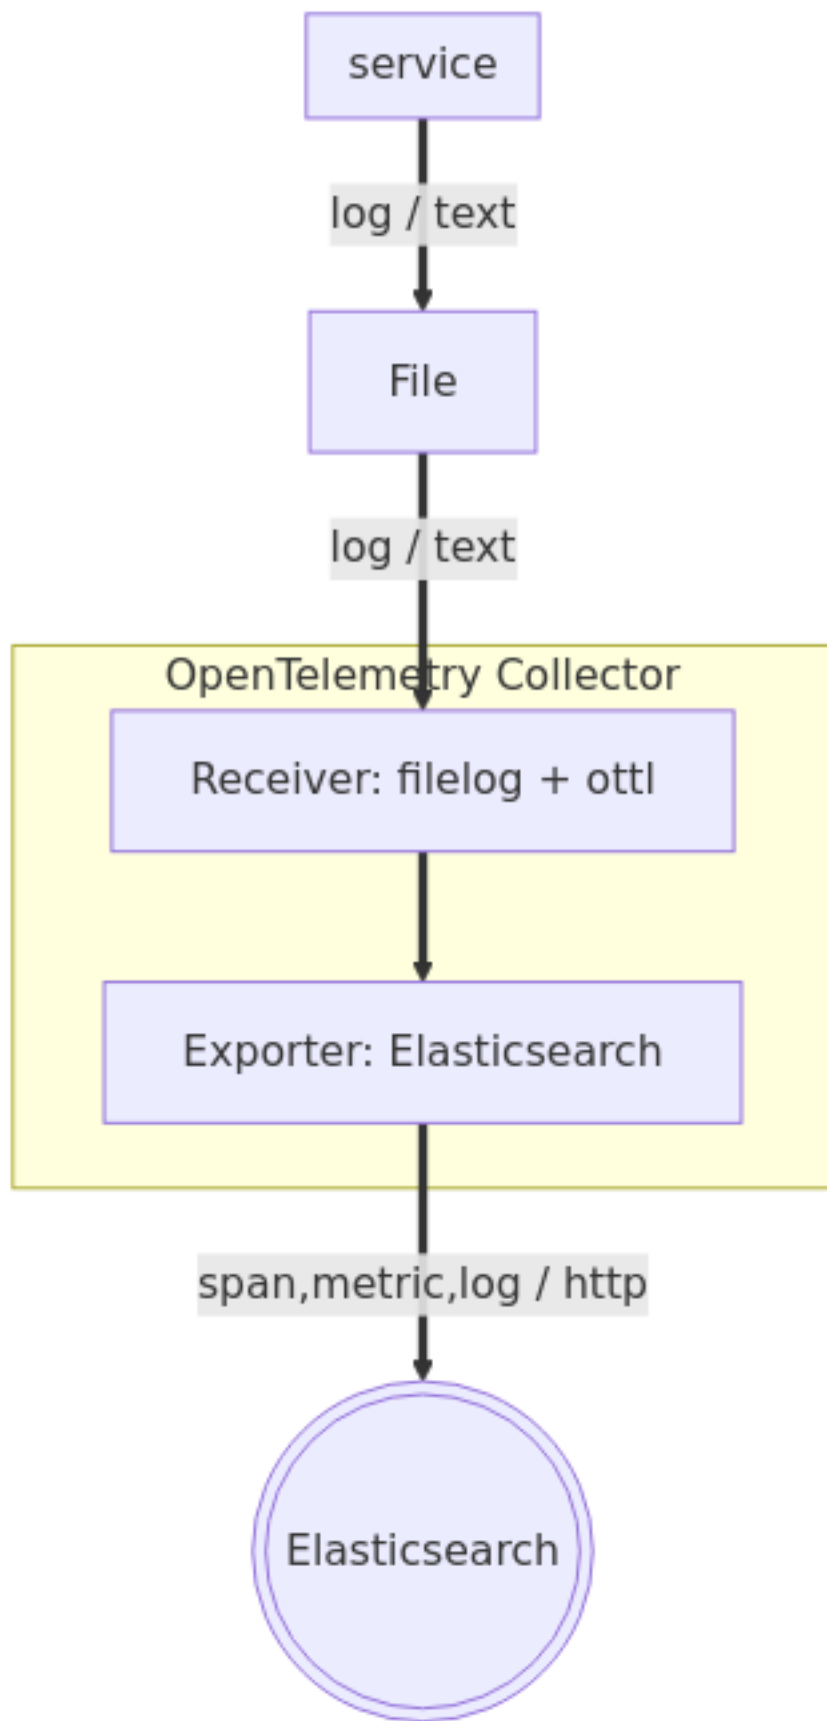 service
log / text
File
log / text
OpenTelemetry Collector
Receiver: filelog + ottl
Exporter: Elasticsearch
span,metric,log / http
Elasticsearch